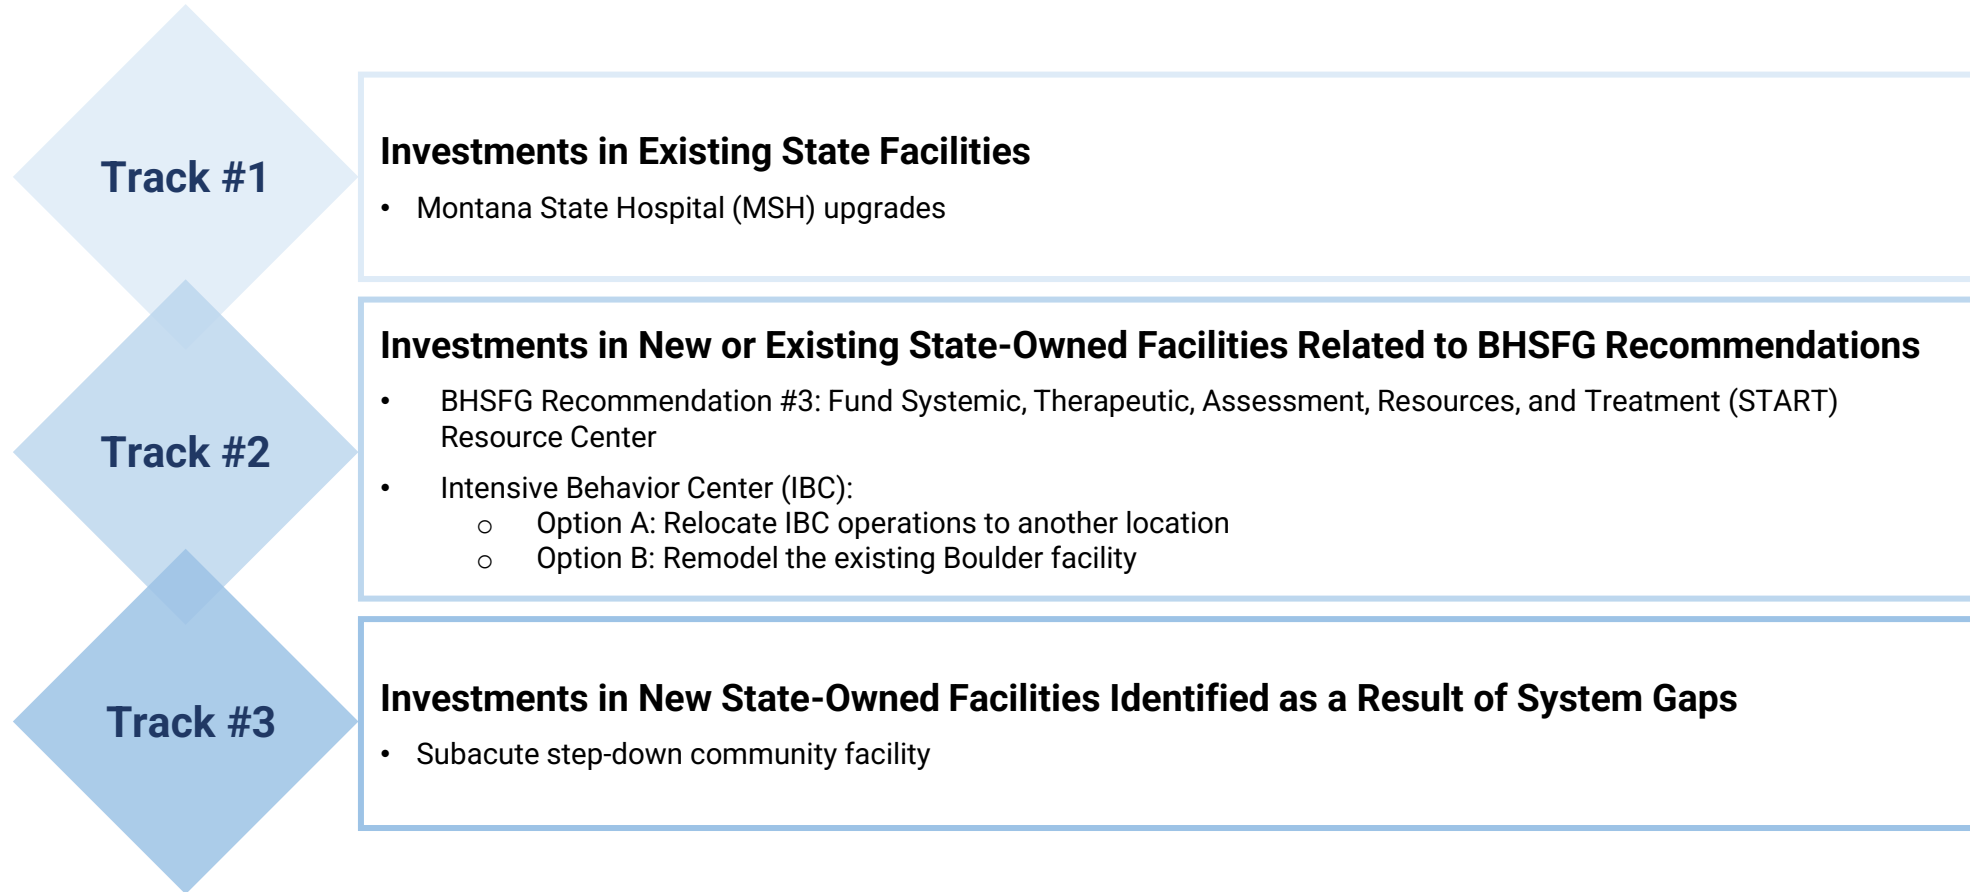 Track #1
Investments in Existing State Facilities
• Montana State Hospital (MSH) upgrades
Track #2
Investments in New or Existing State-Owned Facilities Related to BHSFG Recommendations
• BHSFG Recommendation #3: Fund Systemic, Therapeutic, Assessment, Resources, and Treatment (START)
Resource Center
• Intensive Behavior Center (IBC):
○ Option A: Relocate IBC operations to another location
○ Option B: Remodel the existing Boulder facility
Track #3
Investments in New State-Owned Facilities Identified as a Result of System Gaps
• Subacute step-down community facility